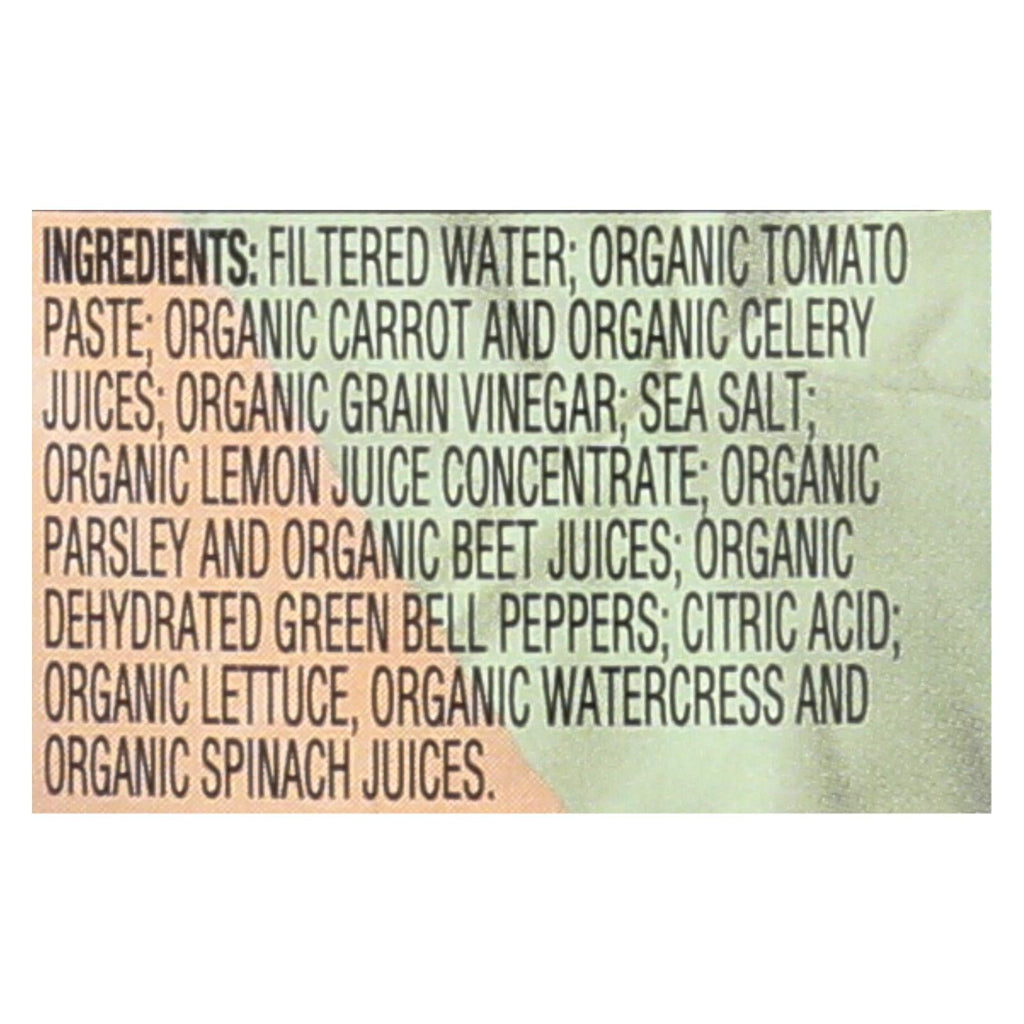 INGREDIENTS: FILTERED WATER; ORGANIC TOMATO
PASTE; ORGANIC CARROT AND ORGANIC CELERY
JUICES; ORGANIC GRAIN VINEGAR; SEA SALT;
ORGANIC LEMON JUICE CONCENTRATE; ORGANIC
PARSLEY AND ORGANIC BEET JUICES; ORGANIC
DEHYDRATED GREEN BELL PEPPERS; CITRIC ACID;
ORGANIC LETTUCE, ORGANIC WATERCRESS AND
ORGANIC SPINACH JUICES.